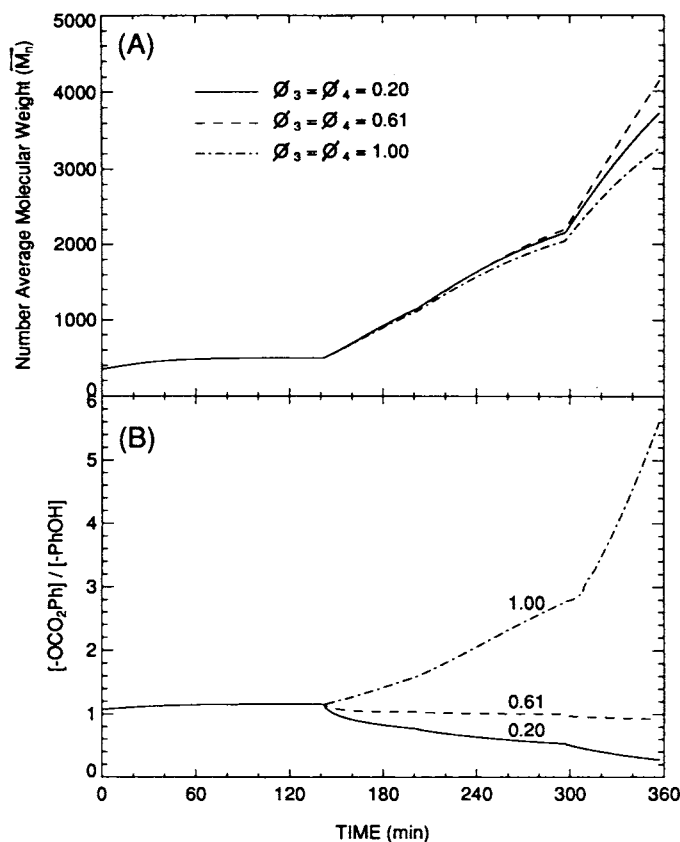 (A)
Number Average Molecular Weight (M̅n)
5000
4000
3000
2000
1000
0
Ø3 = Ø4 = 0.20
Ø3 = Ø4 = 0.61
Ø3 = Ø4 = 1.00
(B)
[-OCO₂Ph] / [-PhOH]
6
5
4
3
2
1
0
1.00
0.61
0.20
0 60 120 180 240 300 360
TIME (min)